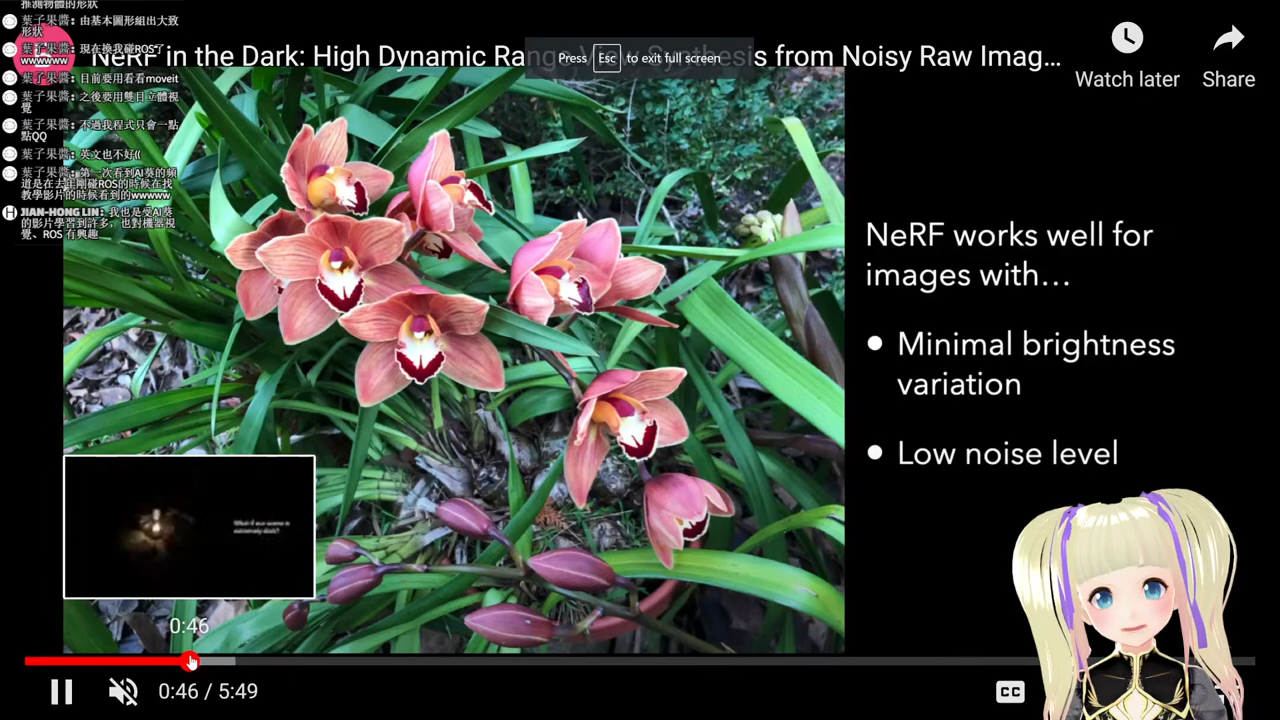 推測物體的形狀
葉子果醬: 由基本圖形組出大致
形狀
葉子果醬: 現在換我碰ROS了
wwwwww
葉子果醬: 目前要用看看moveit
葉子果醬: 之後要用雙目立體視
覺
葉子果醬: 不過我程式只會一點
點QQ
葉子果醬: 英文也不好((
葉子果醬: 第一次看到AI葵的頻
道是在去年剛碰ROS的時候在找
教學影片的時候看到的wwwww
JIAN-HONG LIN: 我也是受AI葵
的影片學習到許多, 也對機器視
覺、ROS 有興趣
NeRF in the Dark: High Dynamic Range View Synthesis from Noisy Raw Imag…
Press Esc to exit full screen
Watch later
Share
NeRF works well for
images with…
● Minimal brightness
variation
● Low noise level
What if our scene is
extremely dark?
0:46
0:46 / 5:49
CC